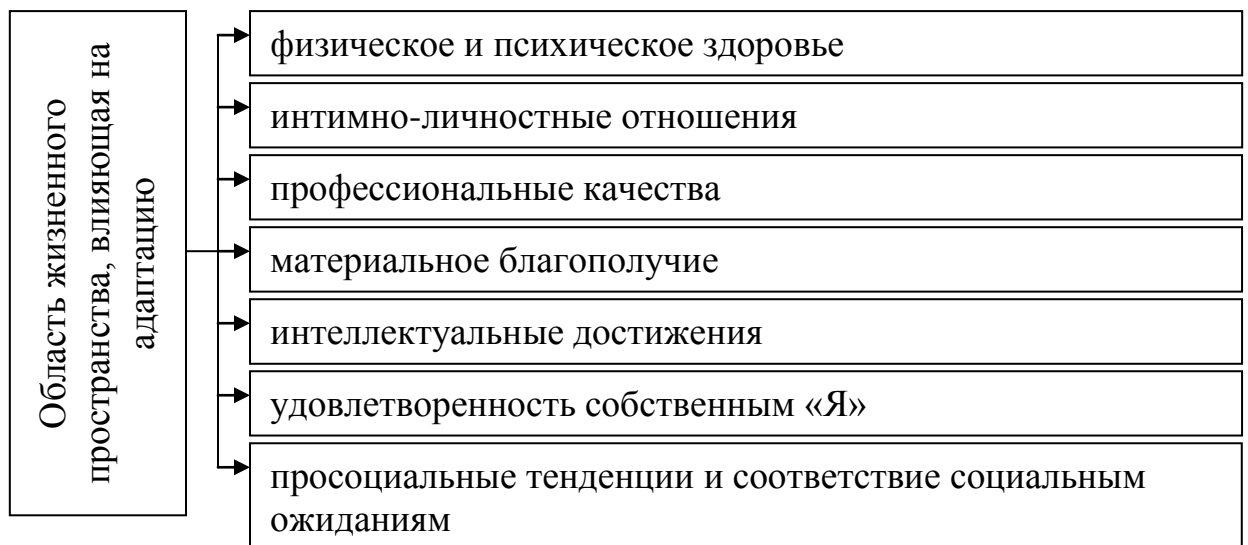 Область жизненного
пространства, влияющая на
адаптацию
физическое и психическое здоровье
интимно-личностные отношения
профессиональные качества
материальное благополучие
интеллектуальные достижения
удовлетворенность собственным «Я»
просоциальные тенденции и соответствие социальным
ожиданиям